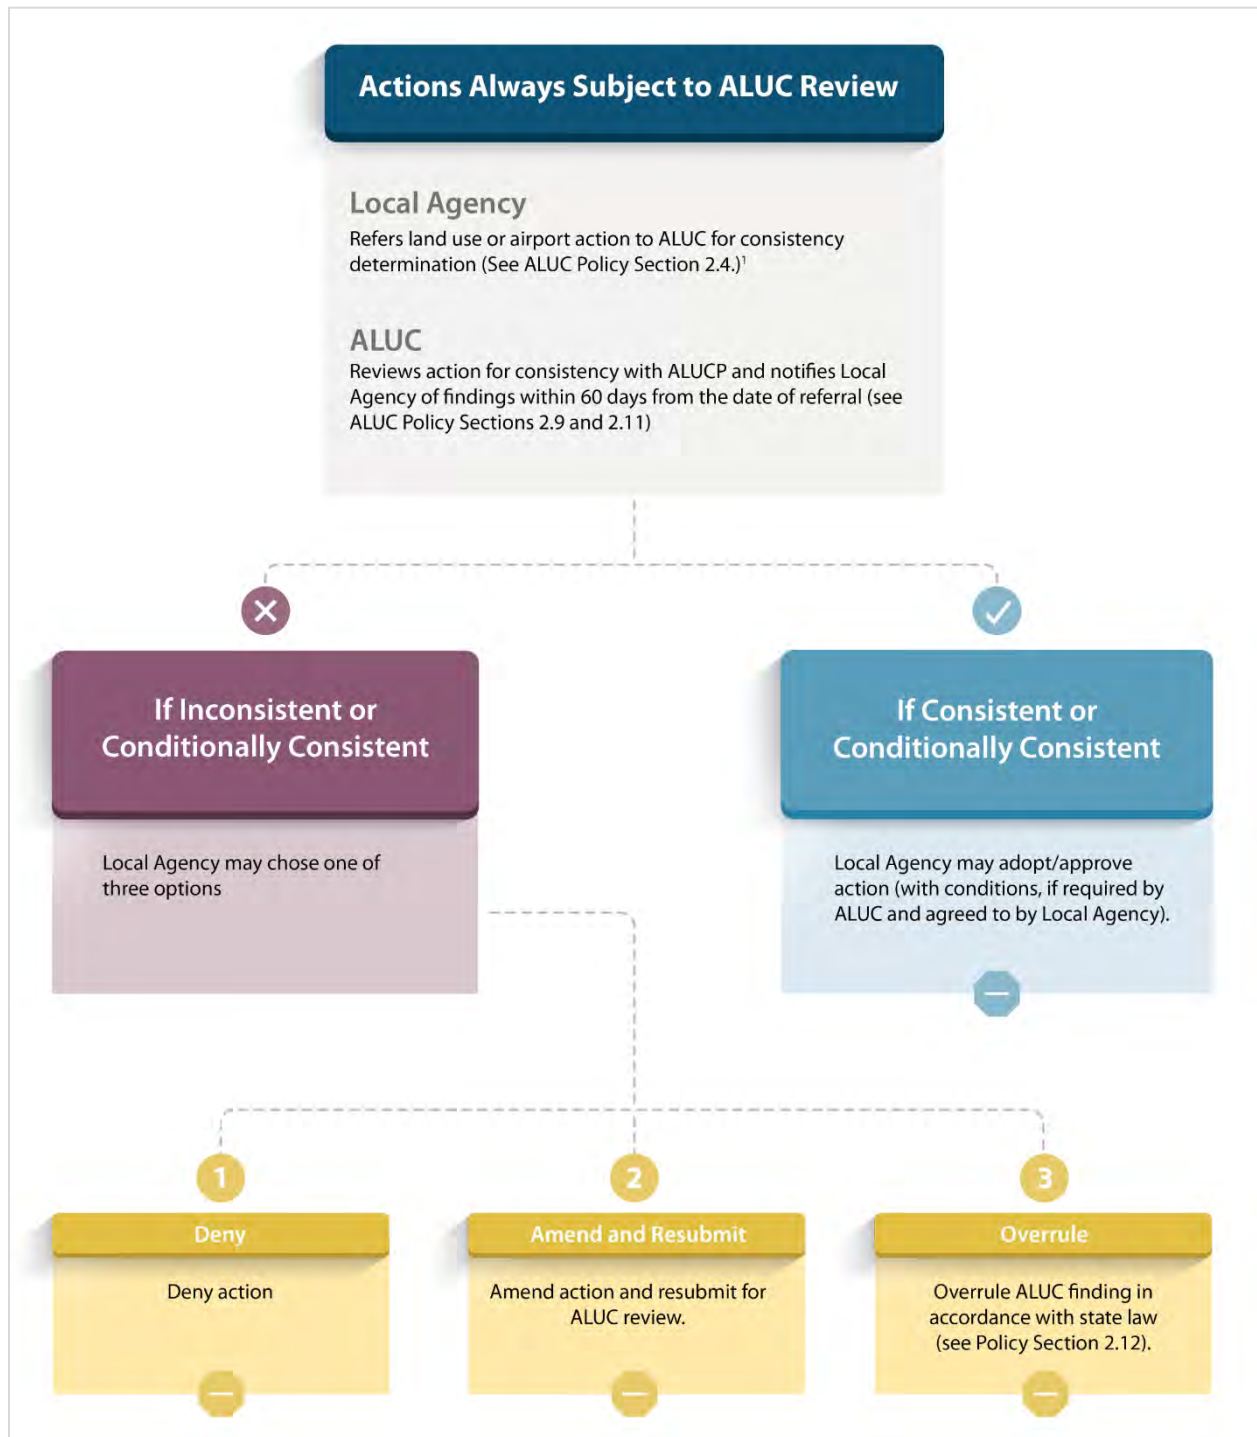 Actions Always Subject to ALUC Review
Local Agency
Refers land use or airport action to ALUC for consistency
determination (See ALUC Policy Section 2.4.)¹
ALUC
Reviews action for consistency with ALUCP and notifies Local
Agency of findings within 60 days from the date of referral (see
ALUC Policy Sections 2.9 and 2.11)
If Inconsistent or
Conditionally Consistent
Local Agency may chose one of
three options
If Consistent or
Conditionally Consistent
Local Agency may adopt/approve
action (with conditions, if required by
ALUC and agreed to by Local Agency).
1
Deny
Deny action
2
Amend and Resubmit
Amend action and resubmit for
ALUC review.
3
Overrule
Overrule ALUC finding in
accordance with state law
(see Policy Section 2.12).